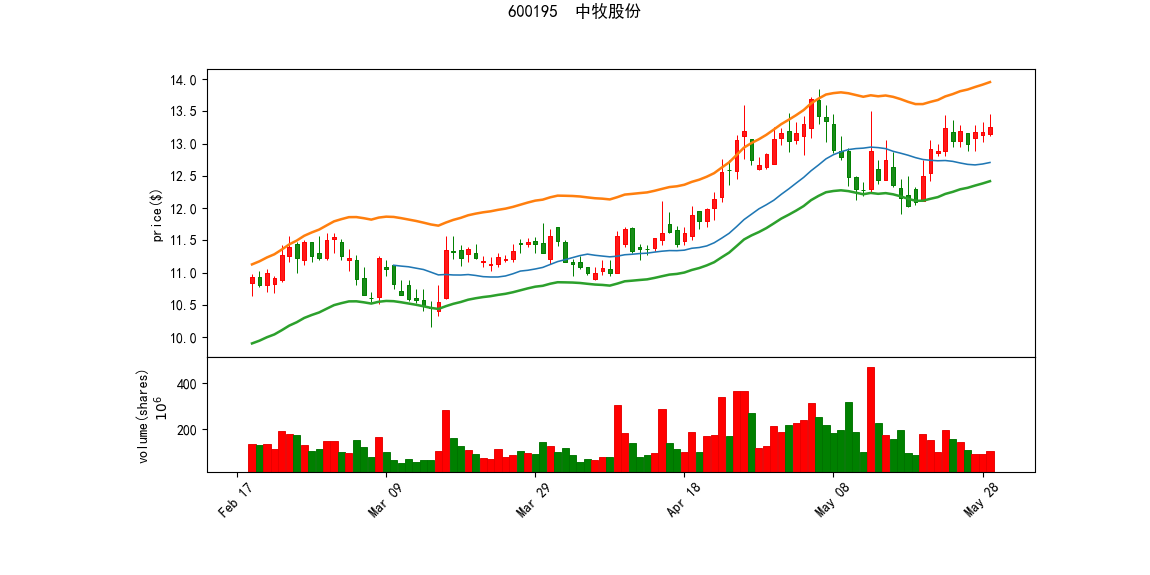 600195 中牧股份
14.0
13.5
13.0
12.5
12.0
11.5
11.0
10.5
10.0
price($)
400
200
volume(shares)
10^6
Feb 17
Mar 09
Mar 29
Apr 18
May 08
May 28